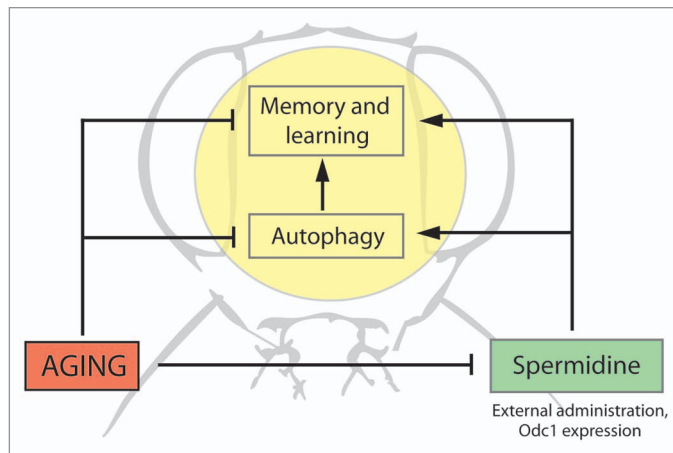 Memory and
learning
Autophagy
AGING
Spermidine
External administration,
Odc1 expression